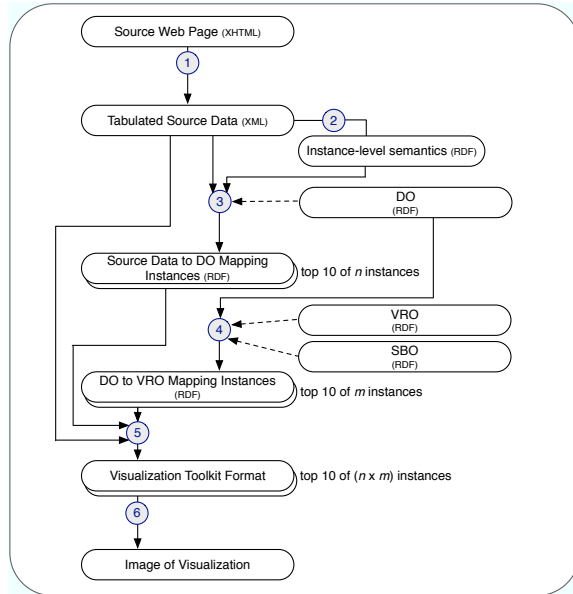 Source Web Page (XHTML)
1
Tabulated Source Data (XML)
2
Instance-level semantics (RDF)
3
DO
(RDF)
Source Data to DO Mapping
Instances (RDF)
top 10 of n instances
4
VRO
(RDF)
SBO
(RDF)
DO to VRO Mapping Instances
(RDF)
top 10 of m instances
5
Visualization Toolkit Format
top 10 of (n x m) instances
6
Image of Visualization